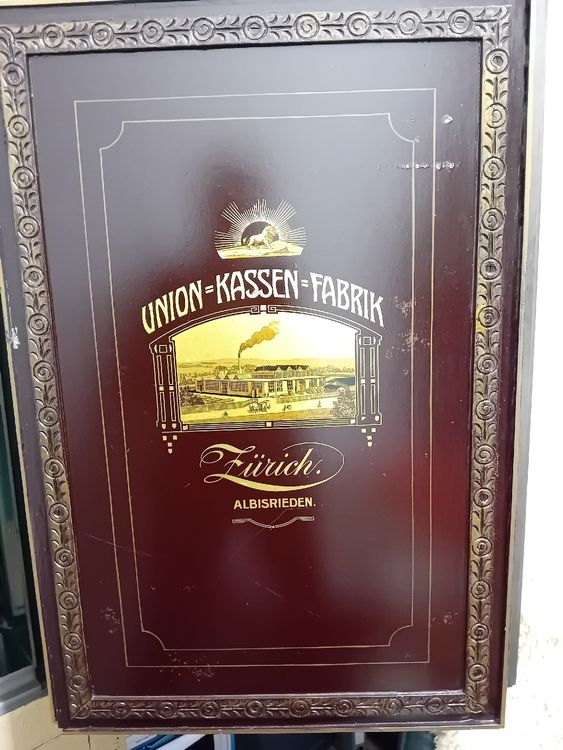 UNION=KASSEN=FABRIK
Zürich.
ALBISRIEDEN.